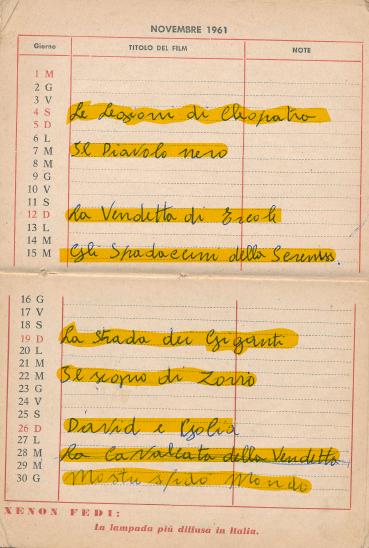 NOVEMBRE 1961
Giorno TITOLO DEL FILM NOTE
1 M
2 G
3 V
4 S Le Legioni di Cleopatra
5 D
6 L
7 M Il Diavolo nero
8 M
9 G
10 V
11 S
12 D La Vendetta di Ercole
13 L
14 M
15 M Gli Spadaccini della Sereniss.
16 G
17 V
18 S
19 D La Strada dei Giganti
20 L
21 M
22 M Il segno di Zorro
23 G
24 V
25 S
26 D David e Golia
27 L
28 M La Cavalcata della Vendetta
29 M
30 G Mondo
XENON FEDI:
La lampada più diffusa in Italia.